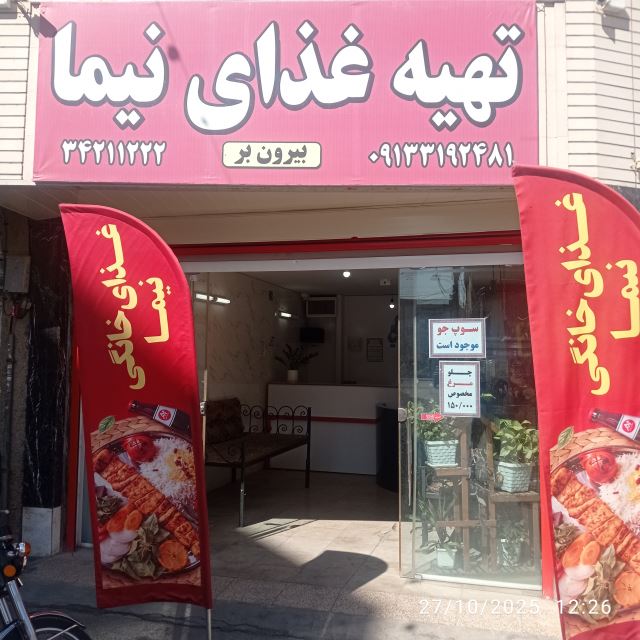 تهیه غذای نیما
۰۹۱۳۳۱۹۲۴۸۱
بیرون بر
۳۴۲۱۱۲۲۲
غذای خانگی
نیما
غذای خانگی
نیما
سوپ جو
موجود است
چلو
مرغ
مخصوص
۱۵۰/۰۰۰
27/10/2025 12:26